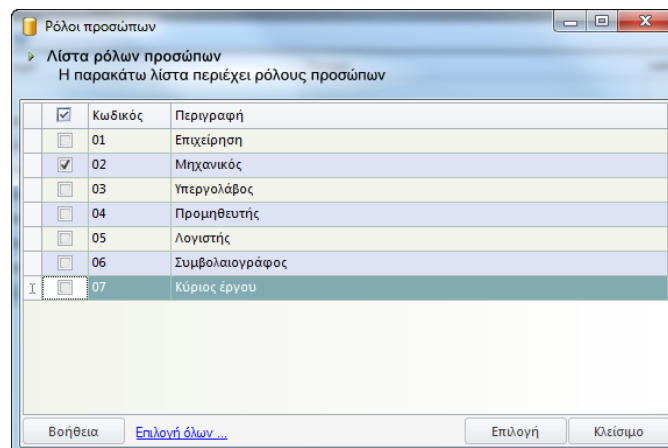 Ρόλοι προσώπων
Λίστα ρόλων προσώπων
Η παρακάτω λίστα περιέχει ρόλους προσώπων
Κωδικός Περιγραφή
01 Επιχείρηση
02 Μηχανικός
03 Υπεργολάβος
04 Προμηθευτής
05 Λογιστής
06 Συμβολαιογράφος
07 Κύριος έργου
Βοήθεια Επιλογή όλων ... Επιλογή Κλείσιμο